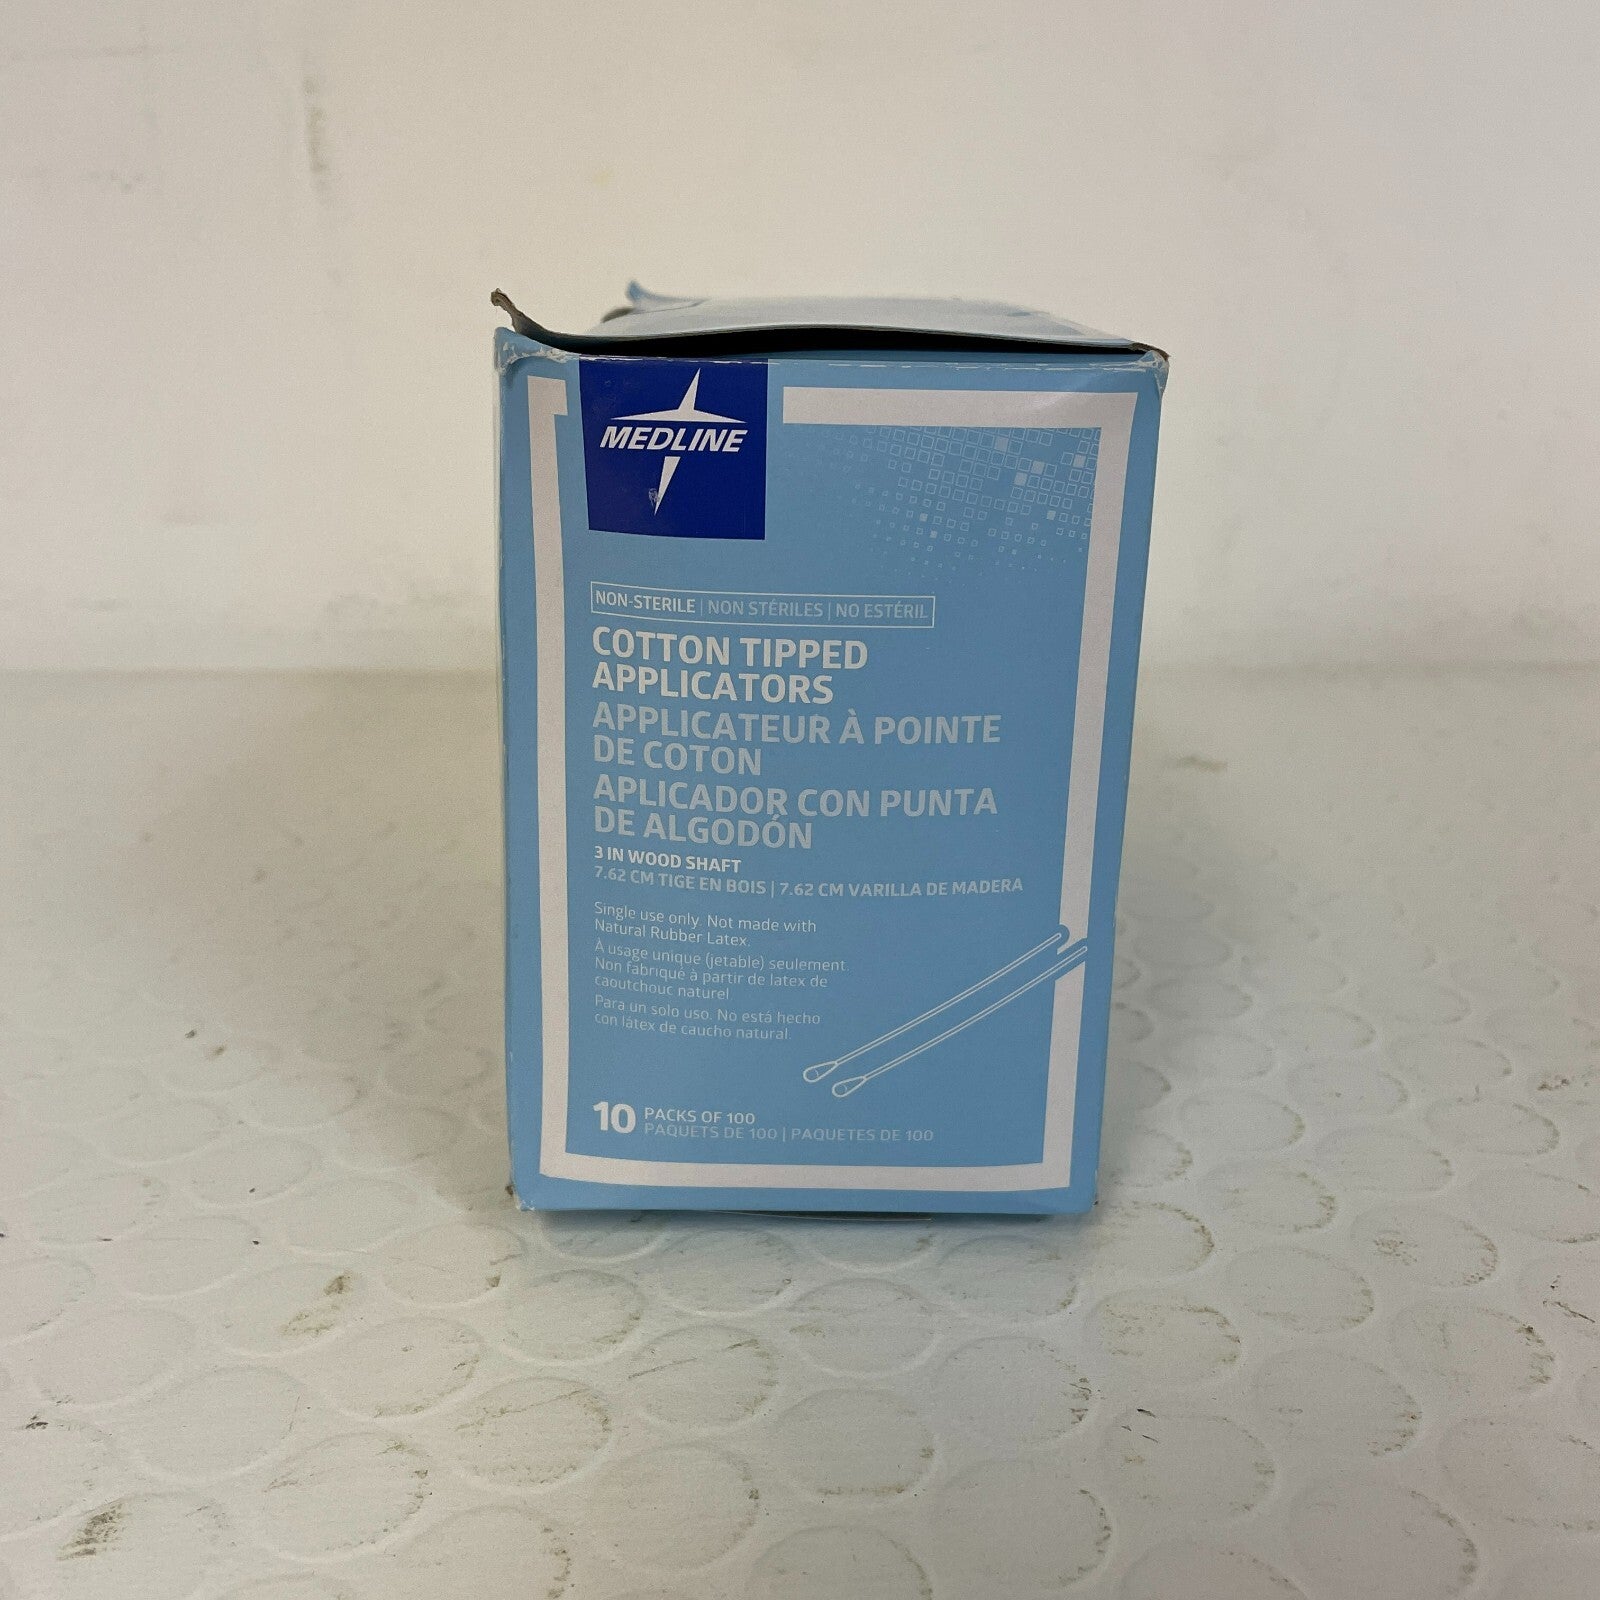 MEDLINE
NON-STERILE | NON STÉRILES | NO ESTÉRIL
COTTON TIPPED
APPLICATORS
APPLICATEUR À POINTE
DE COTON
APLICADOR CON PUNTA
DE ALGODÓN
3 IN WOOD SHAFT
7.62 CM TIGE EN BOIS | 7.62 CM VARILLA DE MADERA
Single use only. Not made with
Natural Rubber Latex.
À usage unique (jetable) seulement.
Non fabriqué à partir de latex de
caoutchouc naturel
Para un solo uso. No está hecho
con látex de caucho natural.
10 PACKS OF 100
PAQUETS DE 100 | PAQUETES DE 100